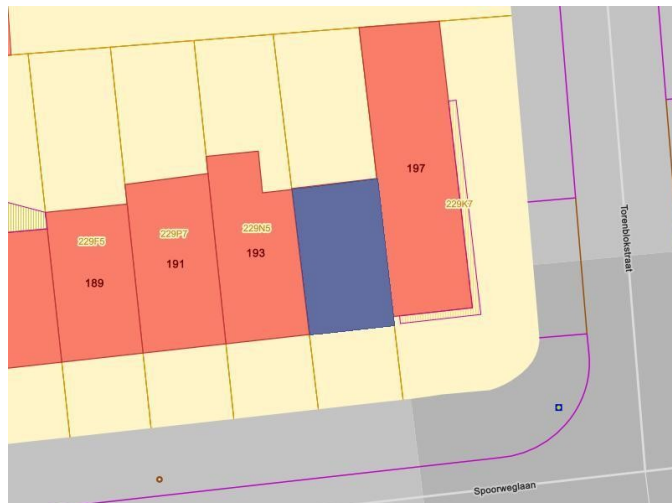 197
229K7
229N5
193
229P7
191
229F5
189
Torenblokstraat
Spoorweglaan